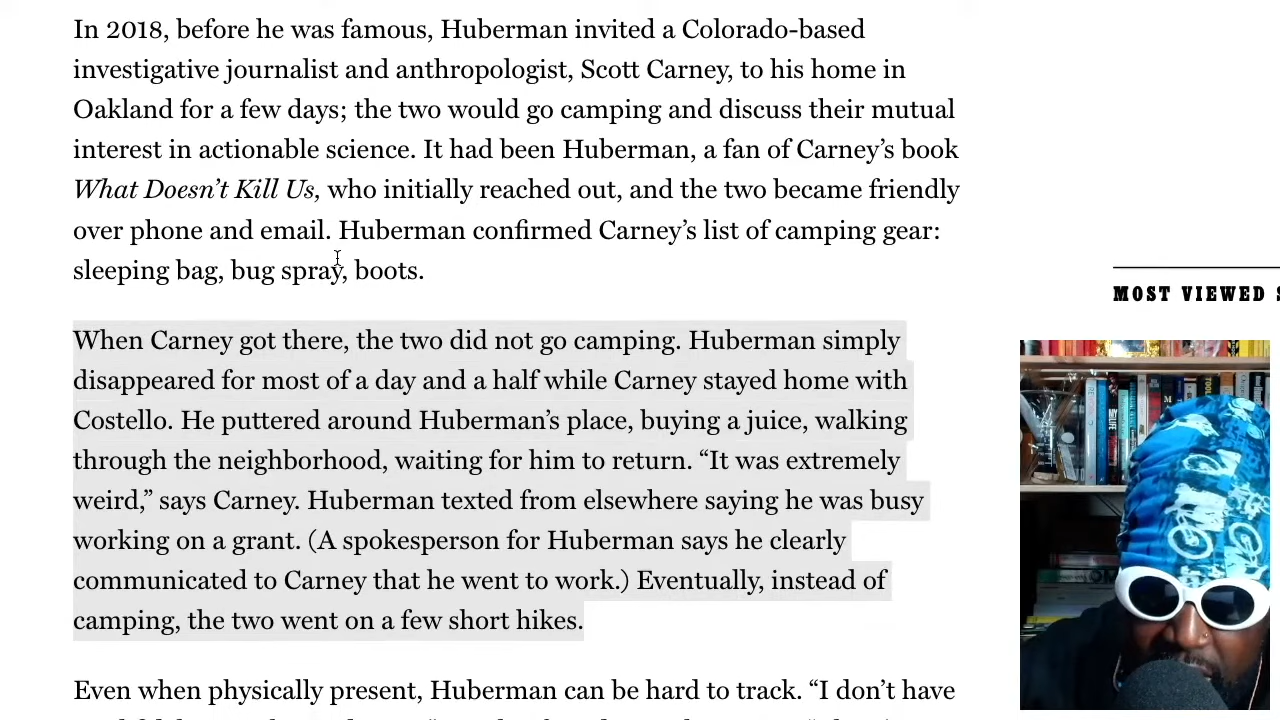 In 2018, before he was famous, Huberman invited a Colorado-based
investigative journalist and anthropologist, Scott Carney, to his home in
Oakland for a few days; the two would go camping and discuss their mutual
interest in actionable science. It had been Huberman, a fan of Carney’s book
What Doesn’t Kill Us, who initially reached out, and the two became friendly
over phone and email. Huberman confirmed Carney’s list of camping gear:
sleeping bag, bug spray, boots.
MOST VIEWED
When Carney got there, the two did not go camping. Huberman simply
disappeared for most of a day and a half while Carney stayed home with
Costello. He puttered around Huberman’s place, buying a juice, walking
through the neighborhood, waiting for him to return. “It was extremely
weird,” says Carney. Huberman texted from elsewhere saying he was busy
working on a grant. (A spokesperson for Huberman says he clearly
communicated to Carney that he went to work.) Eventually, instead of
camping, the two went on a few short hikes.
Even when physically present, Huberman can be hard to track. “I don’t have